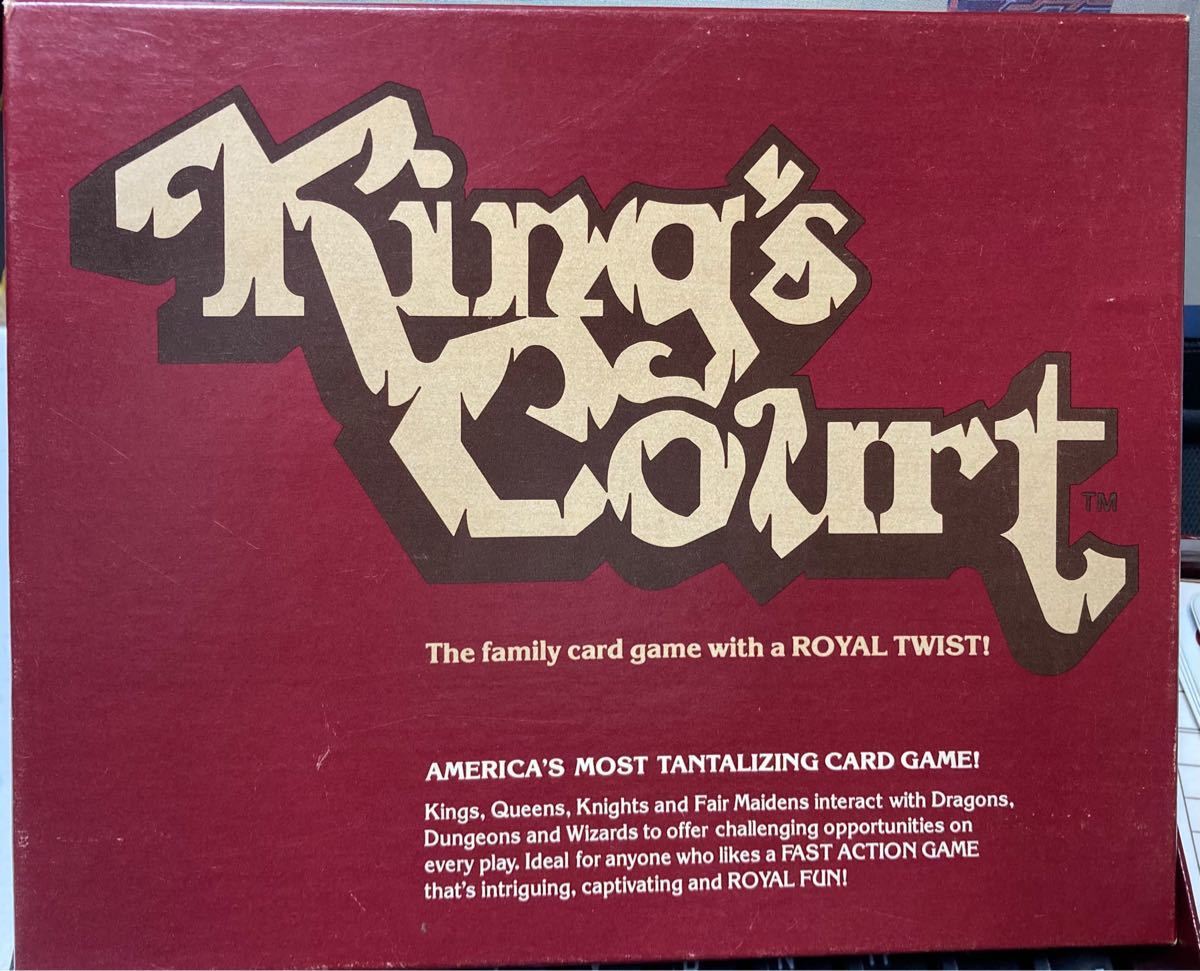 King's
Court
TM
The family card game with a ROYAL TWIST!
AMERICA'S MOST TANTALIZING CARD GAME!
Kings, Queens, Knights and Fair Maidens interact with Dragons,
Dungeons and Wizards to offer challenging opportunities on
every play. Ideal for anyone who likes a FAST ACTION GAME
that's intriguing, captivating and ROYAL FUN!